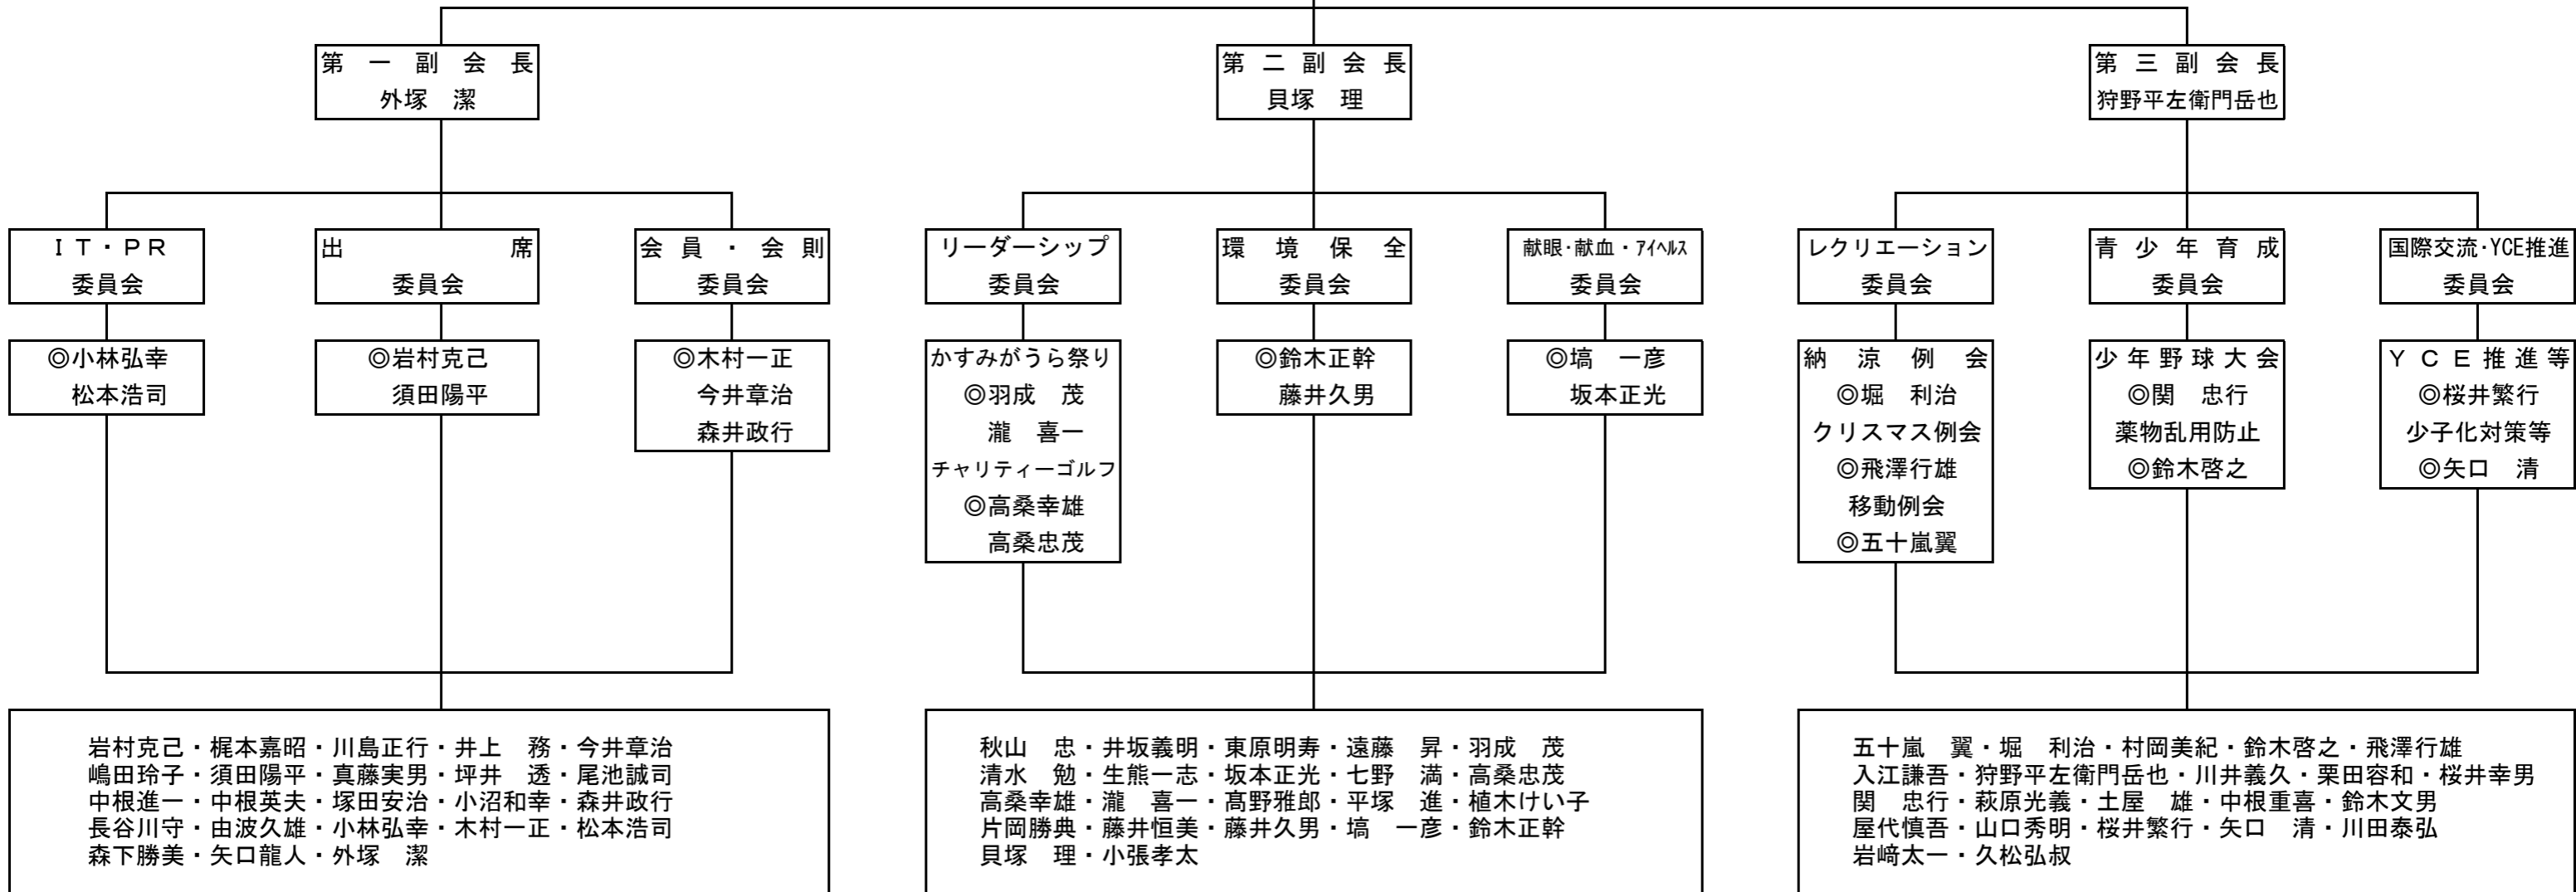 第一副会長
外塚　潔
第二副会長
貝塚　理
第三副会長
狩野平左衛門岳也
ＩＴ・ＰＲ
委員会
出席
委員会
会員・会則
委員会
リーダーシップ
委員会
環境保全
委員会
献眼・献血・ｱｲﾍﾙｽ
委員会
レクリエーション
委員会
青少年育成
委員会
国際交流・YCE推進
委員会
◎小林弘幸
松本浩司
◎岩村克己
須田陽平
◎木村一正
今井章治
森井政行
かすみがうら祭り
◎羽成　茂
瀧　喜一
チャリティーゴルフ
◎高桑幸雄
高桑忠茂
◎鈴木正幹
藤井久男
◎塙　一彦
坂本正光
納涼例会
◎堀　利治
クリスマス例会
◎飛澤行雄
移動例会
◎五十嵐翼
少年野球大会
◎関　忠行
薬物乱用防止
◎鈴木啓之
ＹＣＥ推進等
◎桜井繁行
少子化対策等
◎矢口　清
岩村克己・梶本嘉昭・川島正行・井上　務・今井章治
嶋田玲子・須田陽平・真藤実男・坪井　透・尾池誠司
中根進一・中根英夫・塚田安治・小沼和幸・森井政行
長谷川守・由波久雄・小林弘幸・木村一正・松本浩司
森下勝美・矢口龍人・外塚　潔
秋山　忠・井坂義明・東原明寿・遠藤　昇・羽成　茂
清水　勉・生熊一志・坂本正光・七野　満・高桑忠茂
高桑幸雄・瀧　喜一・髙野雅郎・平塚　進・植木けい子
片岡勝典・藤井恒美・藤井久男・塙　一彦・鈴木正幹
貝塚　理・小張孝太
五十嵐　翼・堀　利治・村岡美紀・鈴木啓之・飛澤行雄
入江謙吾・狩野平左衛門岳也・川井義久・栗田容和・桜井幸男
関　忠行・萩原光義・土屋　雄・中根重喜・鈴木文男
屋代慎吾・山口秀明・桜井繁行・矢口　清・川田泰弘
岩﨑太一・久松弘叔